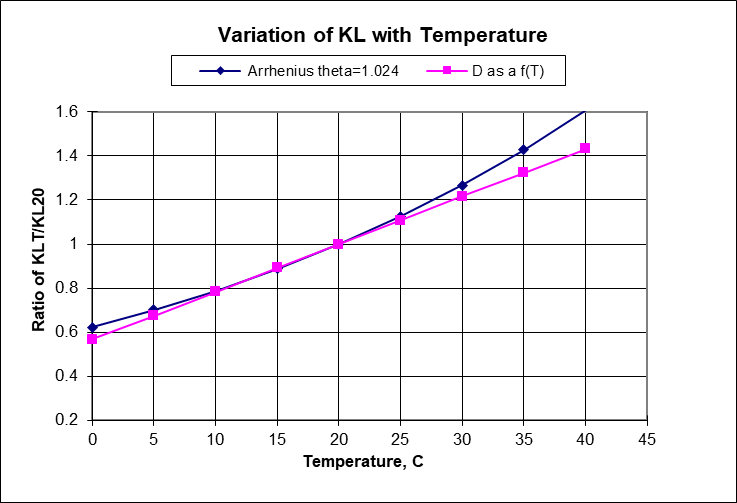 Variation of KL with Temperature
Arrhenius theta=1.024 D as a f(T)
1.6
1.4
1.2
1
0.8
0.6
0.4
0.2
Ratio of KLT/KL20
0 5 10 15 20 25 30 35 40 45
Temperature, C